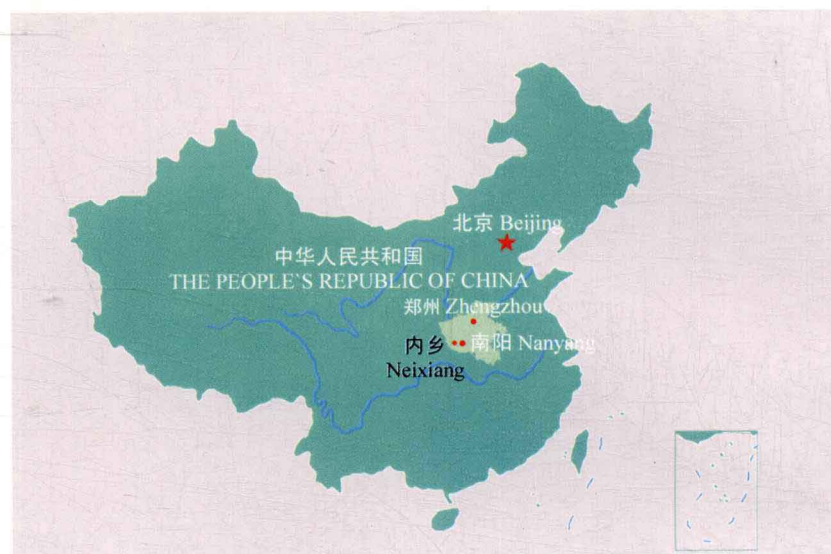 北京 Beijing
中华人民共和国
THE PEOPLE'S REPUBLIC OF CHINA
郑州 Zhengzhou
内乡
南阳 Nanyang
Neixiang